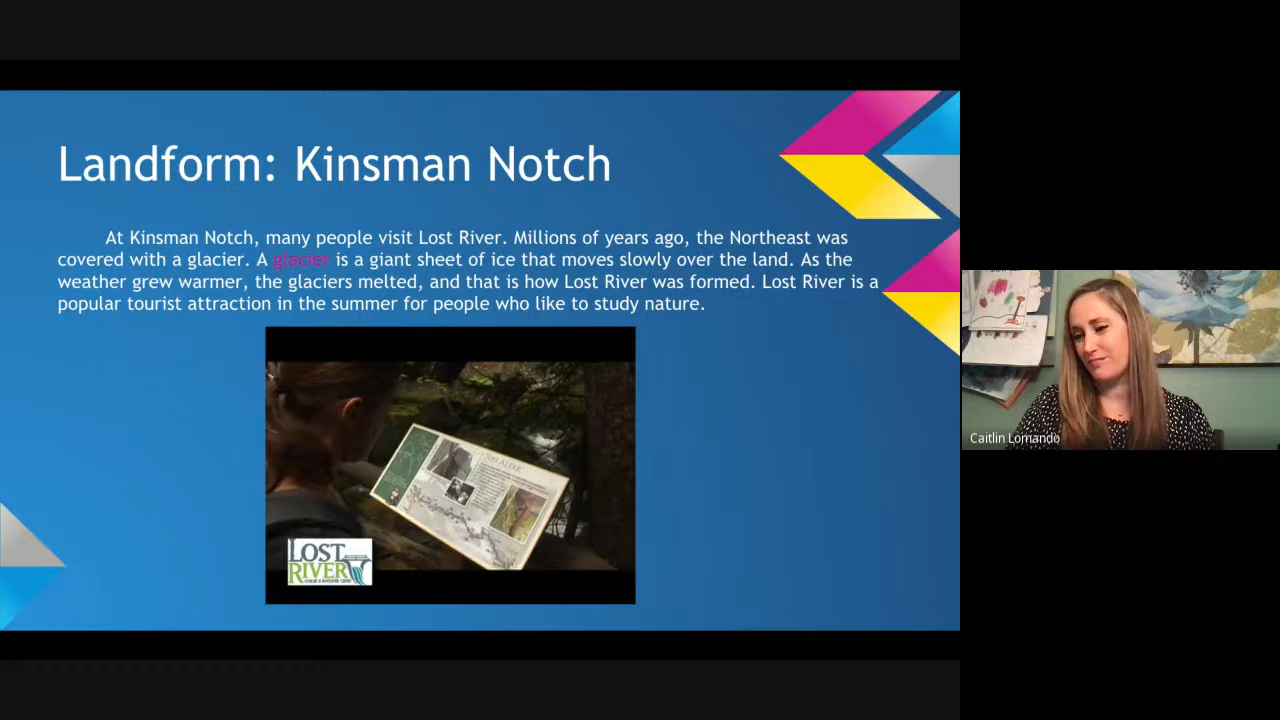 Landform: Kinsman Notch
At Kinsman Notch, many people visit Lost River. Millions of years ago, the Northeast was
covered with a glacier. A glacier is a giant sheet of ice that moves slowly over the land. As the
weather grew warmer, the glaciers melted, and that is how Lost River was formed. Lost River is a
popular tourist attraction in the summer for people who like to study nature.
LOST
RIVER
Caitlin Lomando